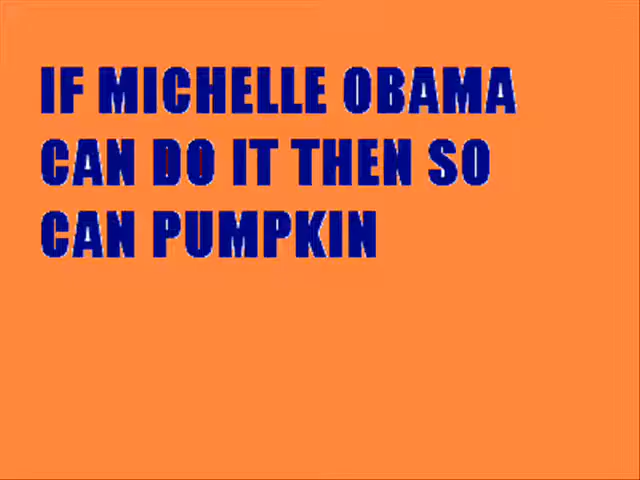 IF MICHELLE OBAMA
CAN DO IT THEN SO
CAN PUMPKIN